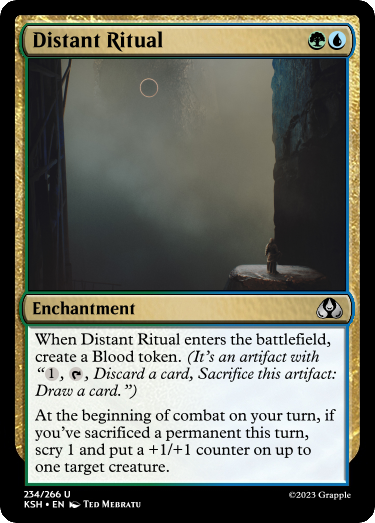 Distant Ritual
Enchantment
When Distant Ritual enters the battlefield,
create a Blood token. (It's an artifact with
“1, , Discard a card, Sacrifice this artifact:
Draw a card.”)
At the beginning of combat on your turn, if
you've sacrificed a permanent this turn,
scry 1 and put a +1/+1 counter on up to
one target creature.
234/266 U
KSH • EN Ted Mebratu
©2023 Grapple